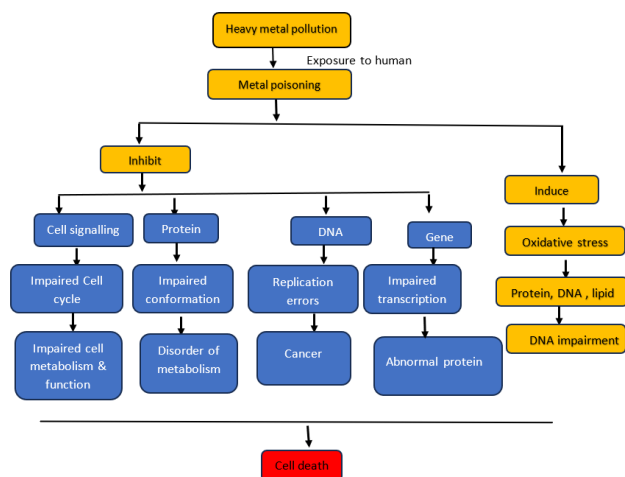 Heavy metal pollution
Exposure to human
Metal poisoning
Inhibit
Induce
Cell signalling
Protein
DNA
Gene
Oxidative stress
Impaired Cell
cycle
Impaired
conformation
Replication
errors
Impaired
transcription
Protein, DNA , lipid
Impaired cell
metabolism &
function
Disorder of
metabolism
Cancer
Abnormal protein
DNA impairment
Cell death